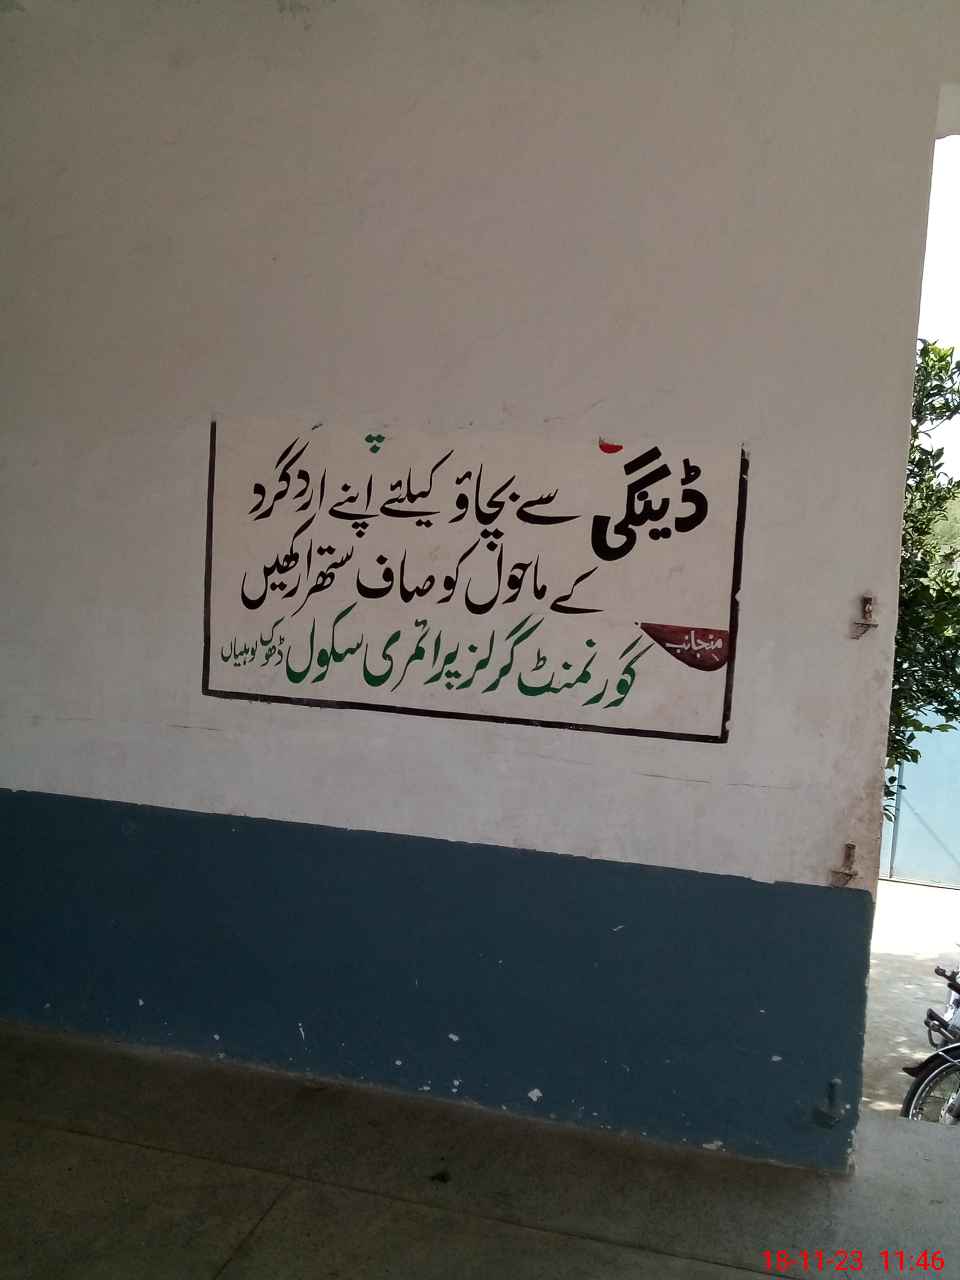 ڈینگی سے بچاؤ کیلئے اپنے اردگرد
کے ماحول کو صاف ستھرا رکھیں
منجانب
گورنمنٹ گرلز پرائمری سکول ڈھوک لوہلیاں
18-11-23 11:46